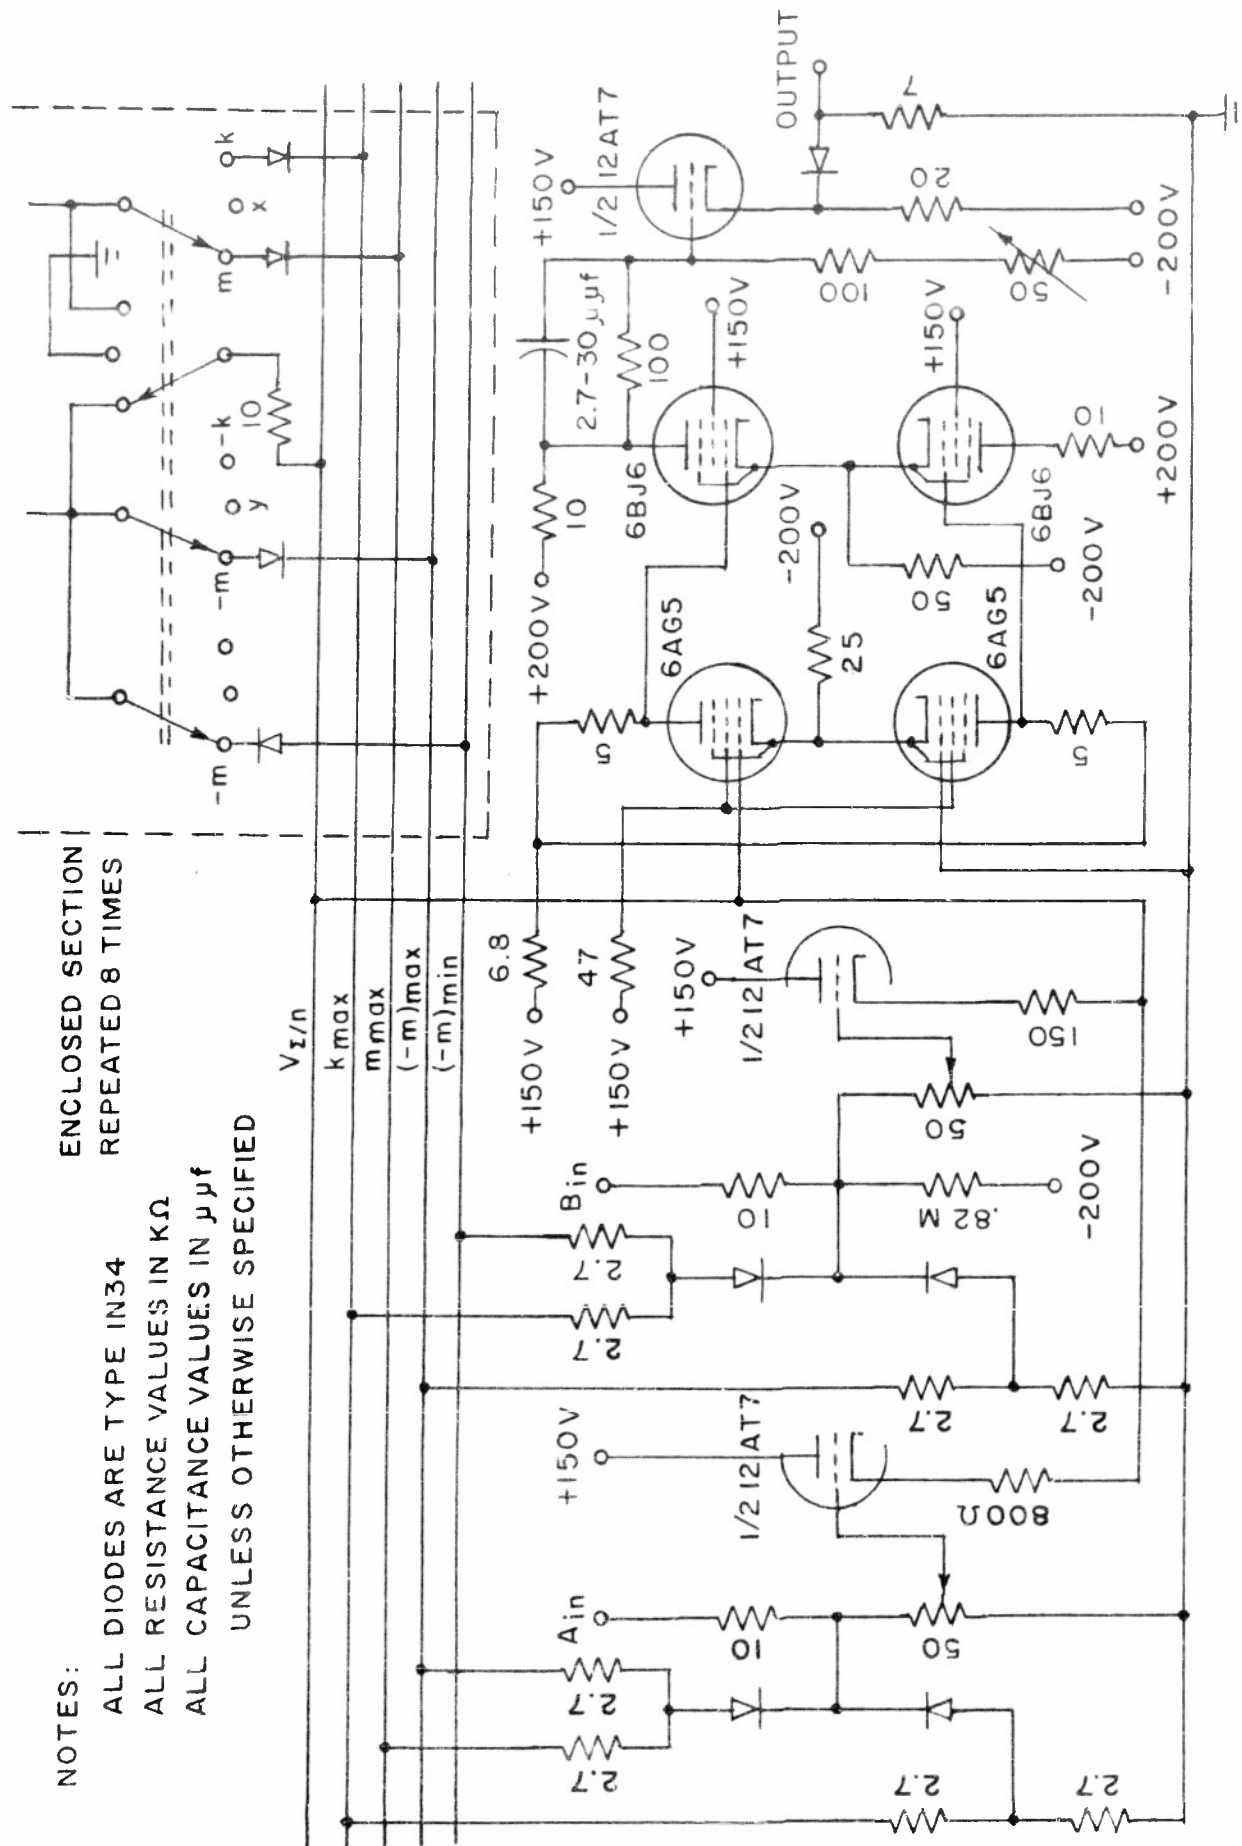 NOTES:
ALL DIODES ARE TYPE IN34
ALL RESISTANCE VALUES IN KΩ
ALL CAPACITANCE VALUES IN μμf
UNLESS OTHERWISE SPECIFIED
ENCLOSED SECTION
REPEATED 8 TIMES
-m
-m
y
-k
10
m
x
k
VΣ/n
kmax
mmax
(-m)max
(-m)min
2.7
2.7
Ain
10
50
2.7
2.7
+150V
1/2 12AT7
800Ω
2.7
2.7
Bin
10
.82 M
-200V
50
2.7
2.7
+150V
1/2 12AT7
150
+150V
6.8
+150V
47
5
6AG5
25
-200V
6AG5
5
+200V
10
6BJ6
2.7-30μμf
100
+150V
50
-200V
6BJ6
+150V
10
+200V
+150V
1/2 12AT7
100
50
20
-200V
OUTPUT
7